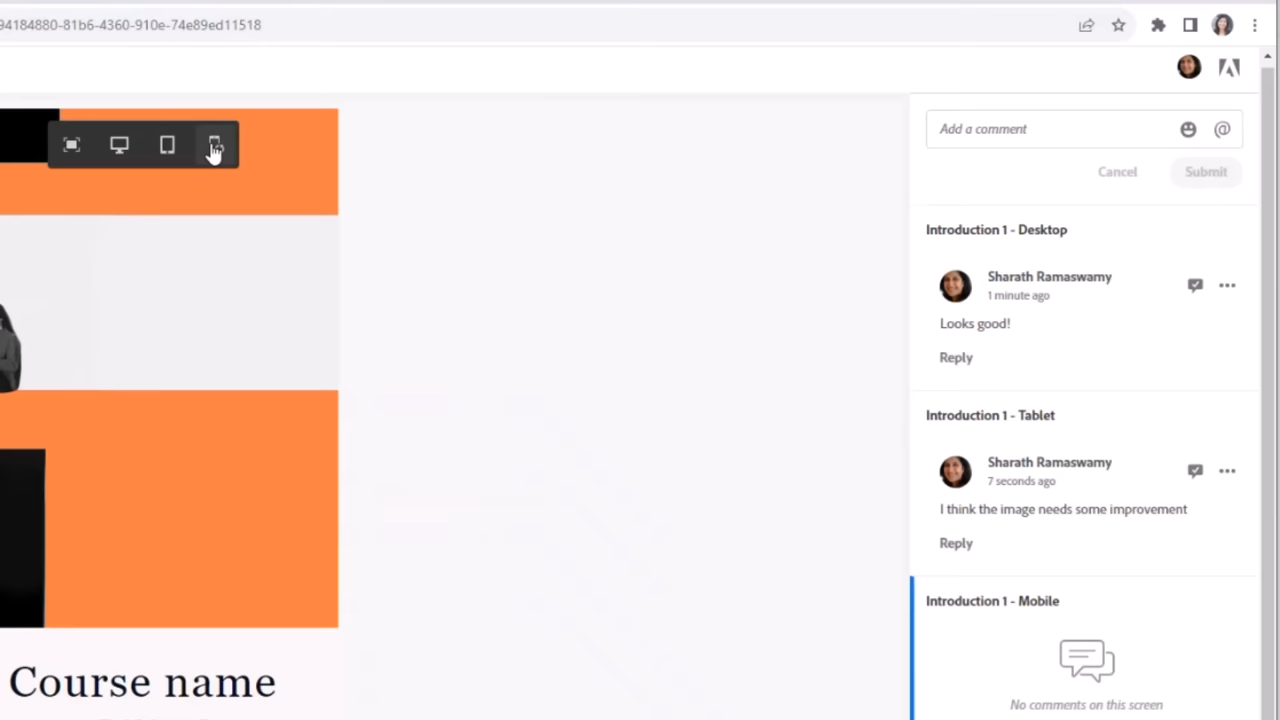 94184880-81b6-4360-910e-74e89ed11518
Add a comment
Cancel
Submit
Introduction 1 - Desktop
Sharath Ramaswamy
1 minute ago
Looks good!
Reply
Introduction 1 - Tablet
Sharath Ramaswamy
7 seconds ago
I think the image needs some improvement
Reply
Introduction 1 - Mobile
No comments on this screen
Course name